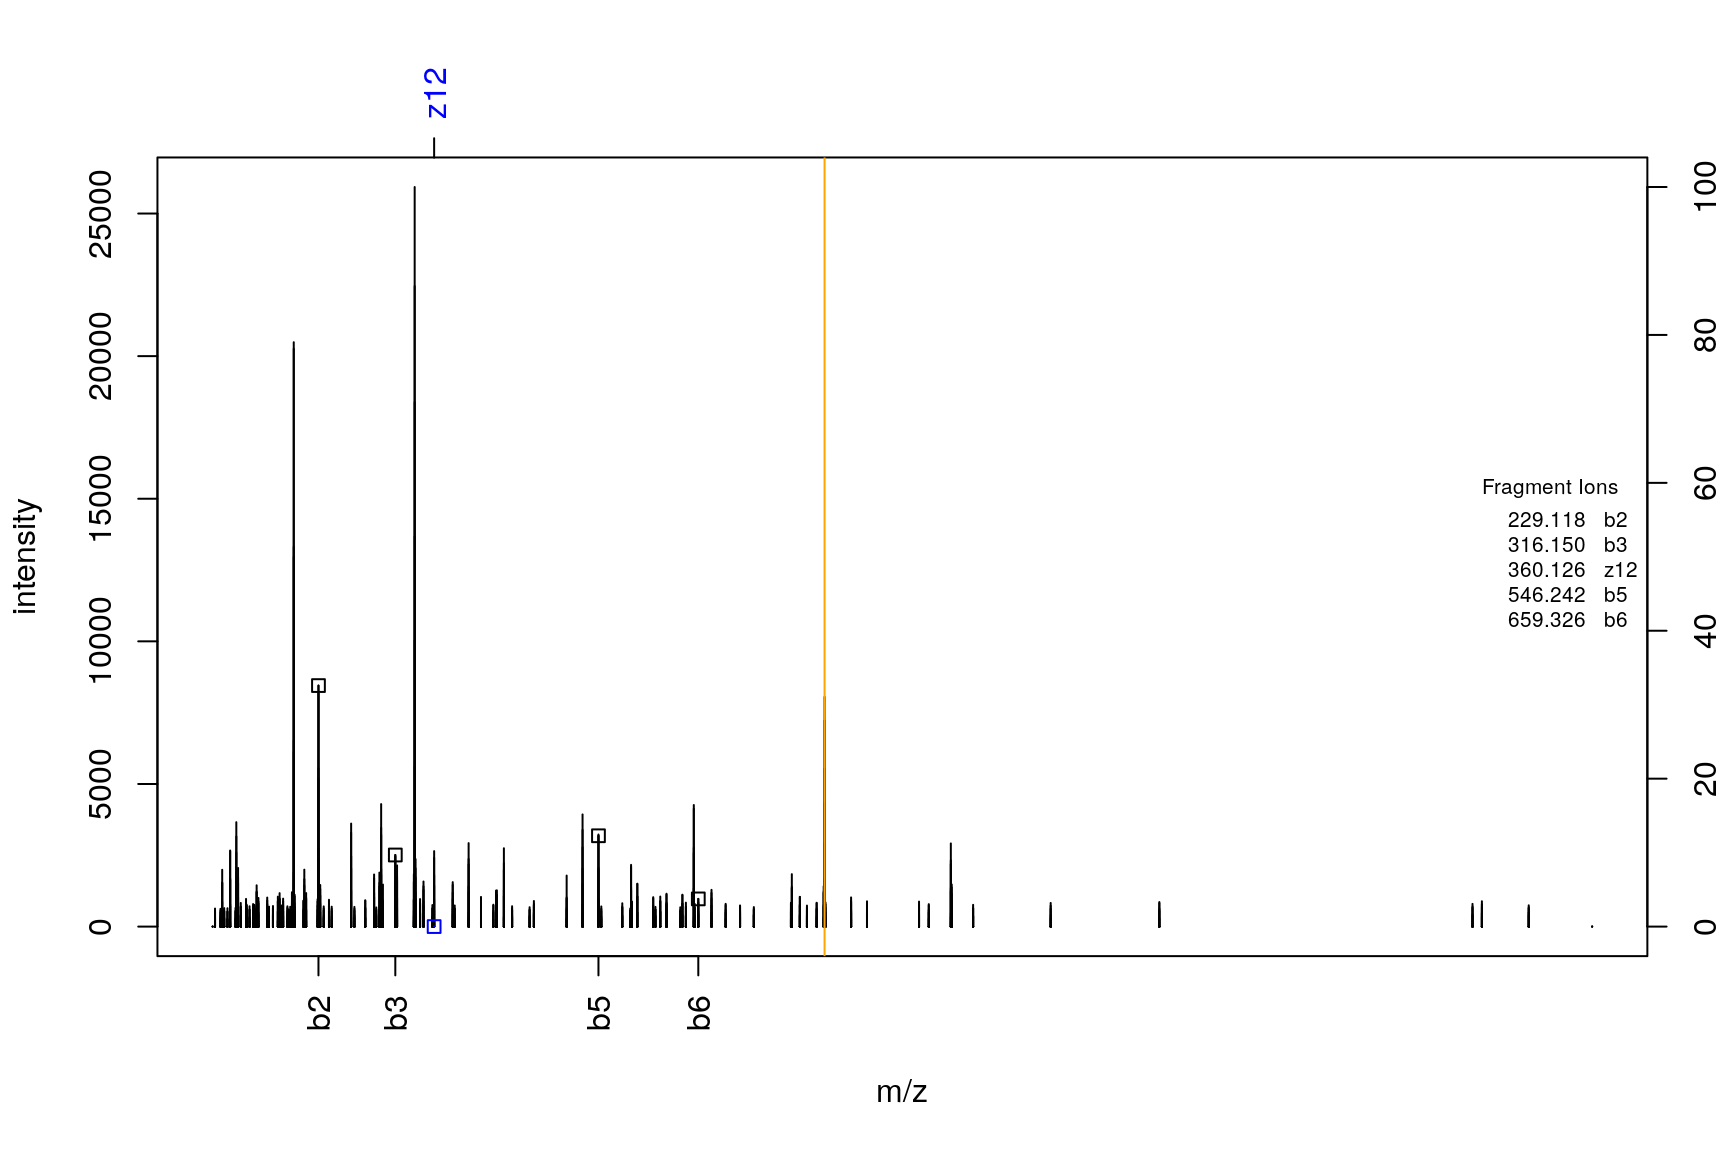 z12
25000
20000
15000
10000
5000
0
intensity
100
80
60
40
20
0
Fragment Ions
229.118 b2
316.150 b3
360.126 z12
546.242 b5
659.326 b6
b2 b3 b5 b6
m/z